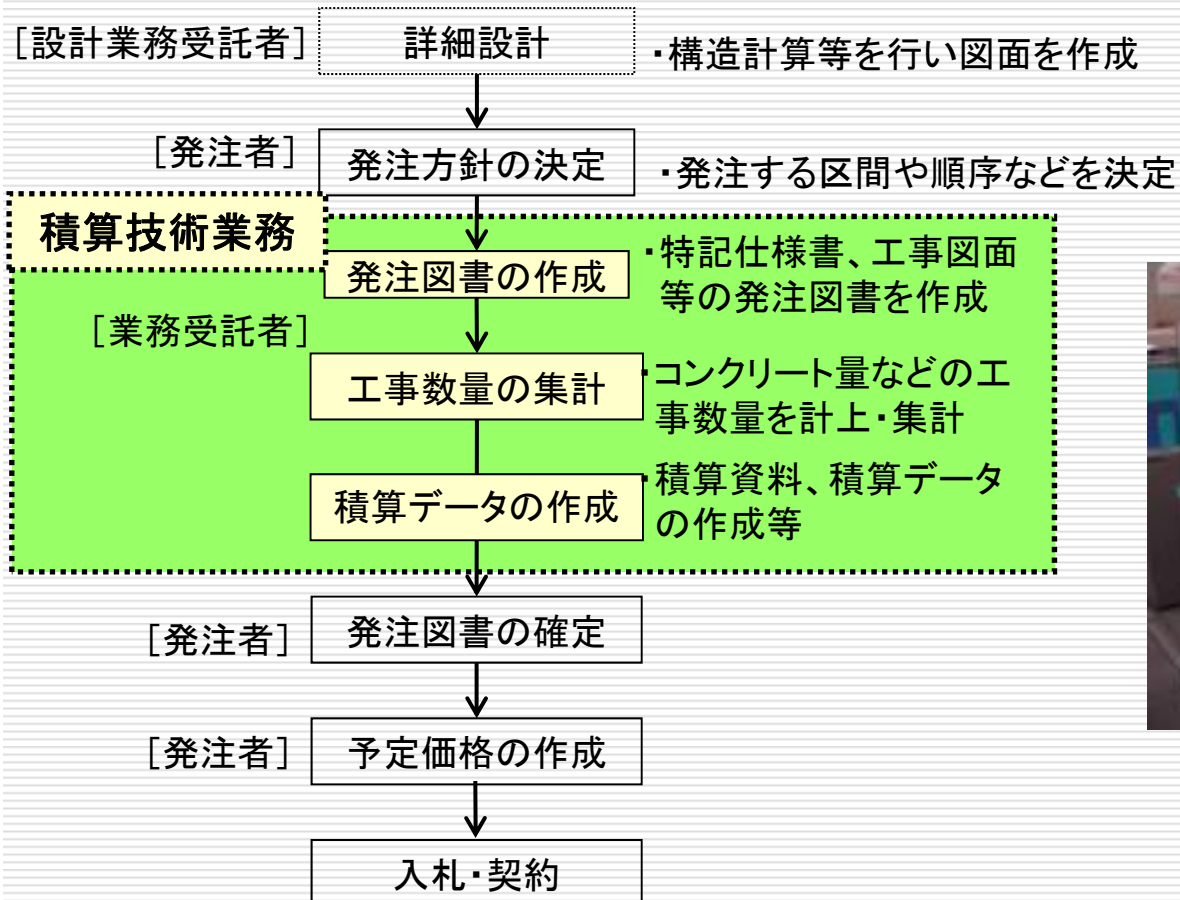 [設計業務受託者]
詳細設計
・構造計算等を行い図面を作成
[発注者]
発注方針の決定
・発注する区間や順序などを決定
積算技術業務
発注図書の作成
・特記仕様書、工事図面
等の発注図書を作成
[業務受託者]
工事数量の集計
・コンクリート量などの工
事数量を計上・集計
積算データの作成
・積算資料、積算データ
の作成等
[発注者]
発注図書の確定
[発注者]
予定価格の作成
入札・契約